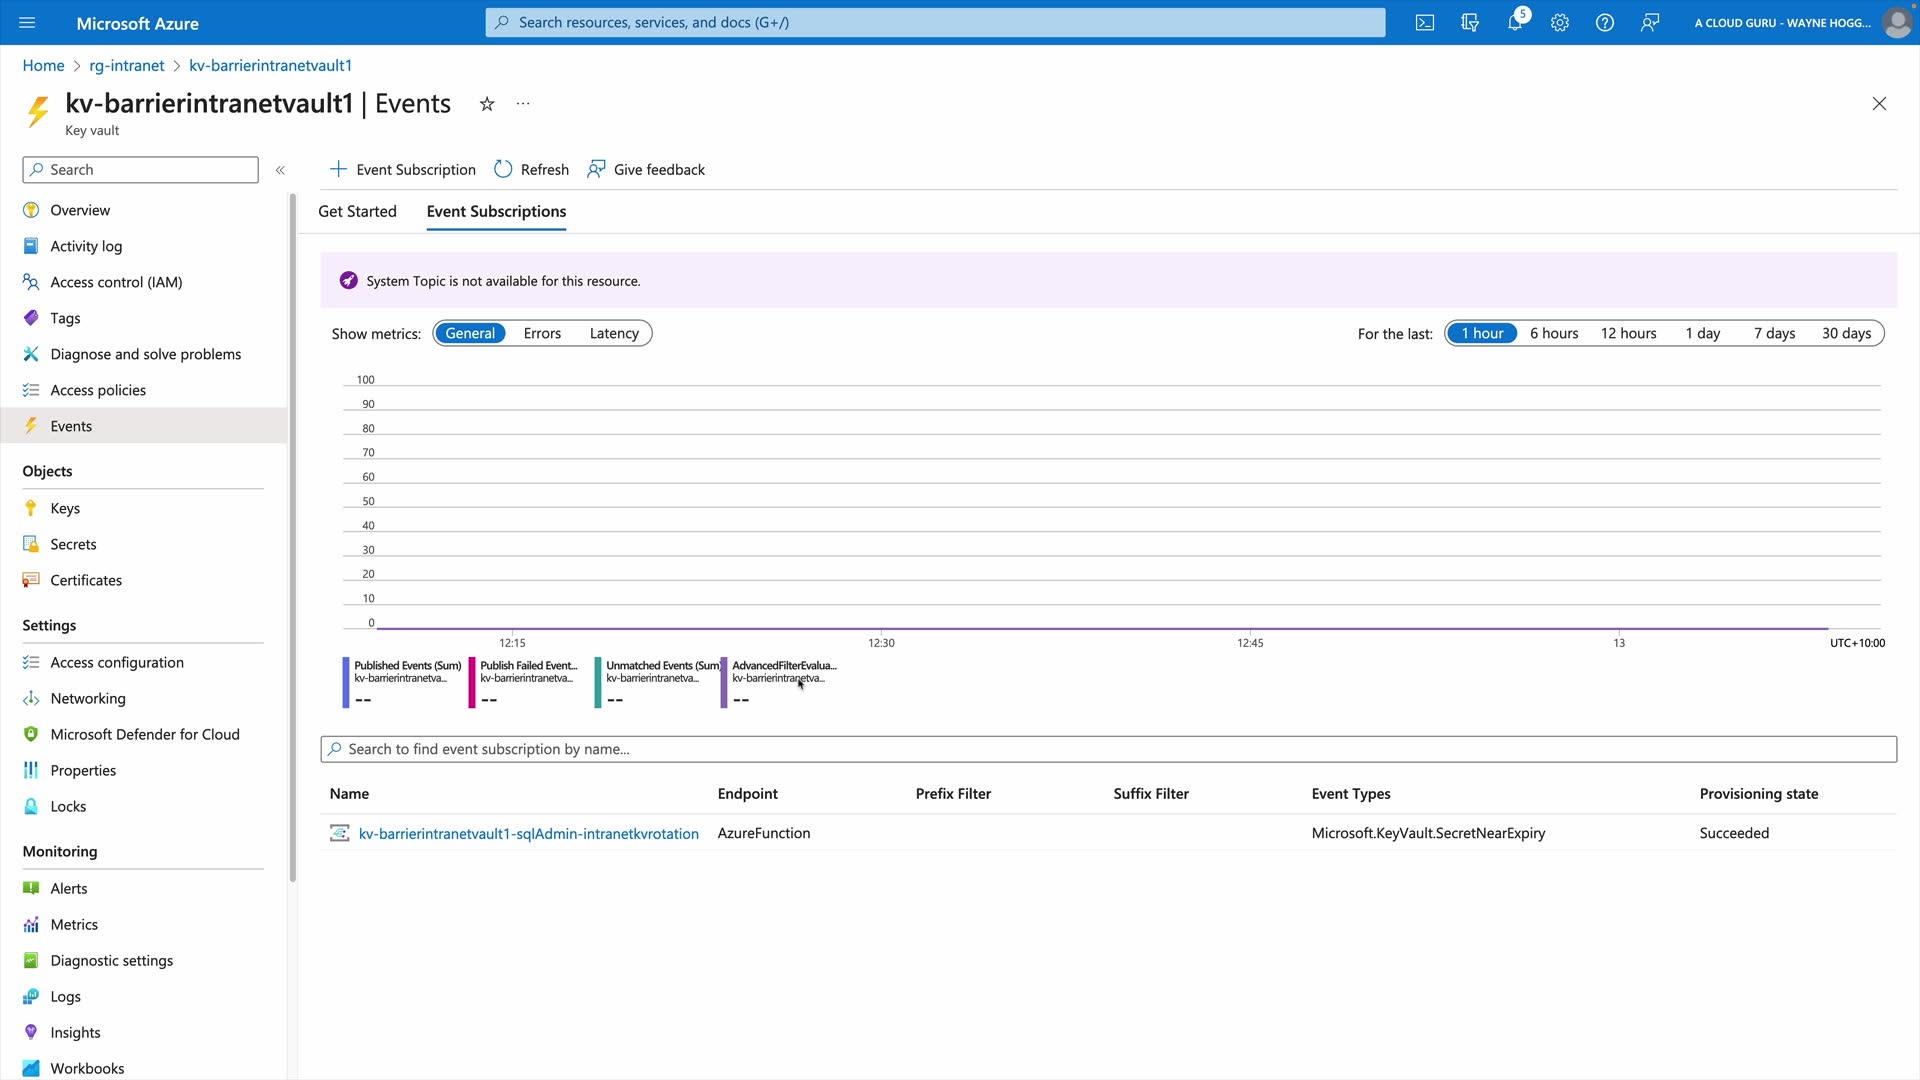 Microsoft Azure
Search resources, services, and docs (G+/)
5
A CLOUD GURU - WAYNE HOGG...
Home > rg-intranet > kv-barrierintranetvault1
kv-barrierintranetvault1 | Events
Key vault
Search
Event Subscription
Refresh
Give feedback
Overview
Activity log
Access control (IAM)
Tags
Diagnose and solve problems
Access policies
Events
Objects
Keys
Secrets
Certificates
Settings
Access configuration
Networking
Microsoft Defender for Cloud
Properties
Locks
Monitoring
Alerts
Metrics
Diagnostic settings
Logs
Insights
Workbooks
Get Started
Event Subscriptions
System Topic is not available for this resource.
Show metrics:
General
Errors
Latency
For the last:
1 hour
6 hours
12 hours
1 day
7 days
30 days
100
90
80
70
60
50
40
30
20
10
0
12:15
12:30
12:45
13
UTC+10:00
Published Events (Sum)
kv-barrierintranetva...
--
Publish Failed Event...
kv-barrierintranetva...
--
Unmatched Events (Sum)
kv-barrierintranetva...
--
AdvancedFilterEvalua...
kv-barrierintranetva...
--
Search to find event subscription by name...
Name
Endpoint
Prefix Filter
Suffix Filter
Event Types
Provisioning state
kv-barrierintranetvault1-sqlAdmin-intranetkvrotation
AzureFunction
Microsoft.KeyVault.SecretNearExpiry
Succeeded